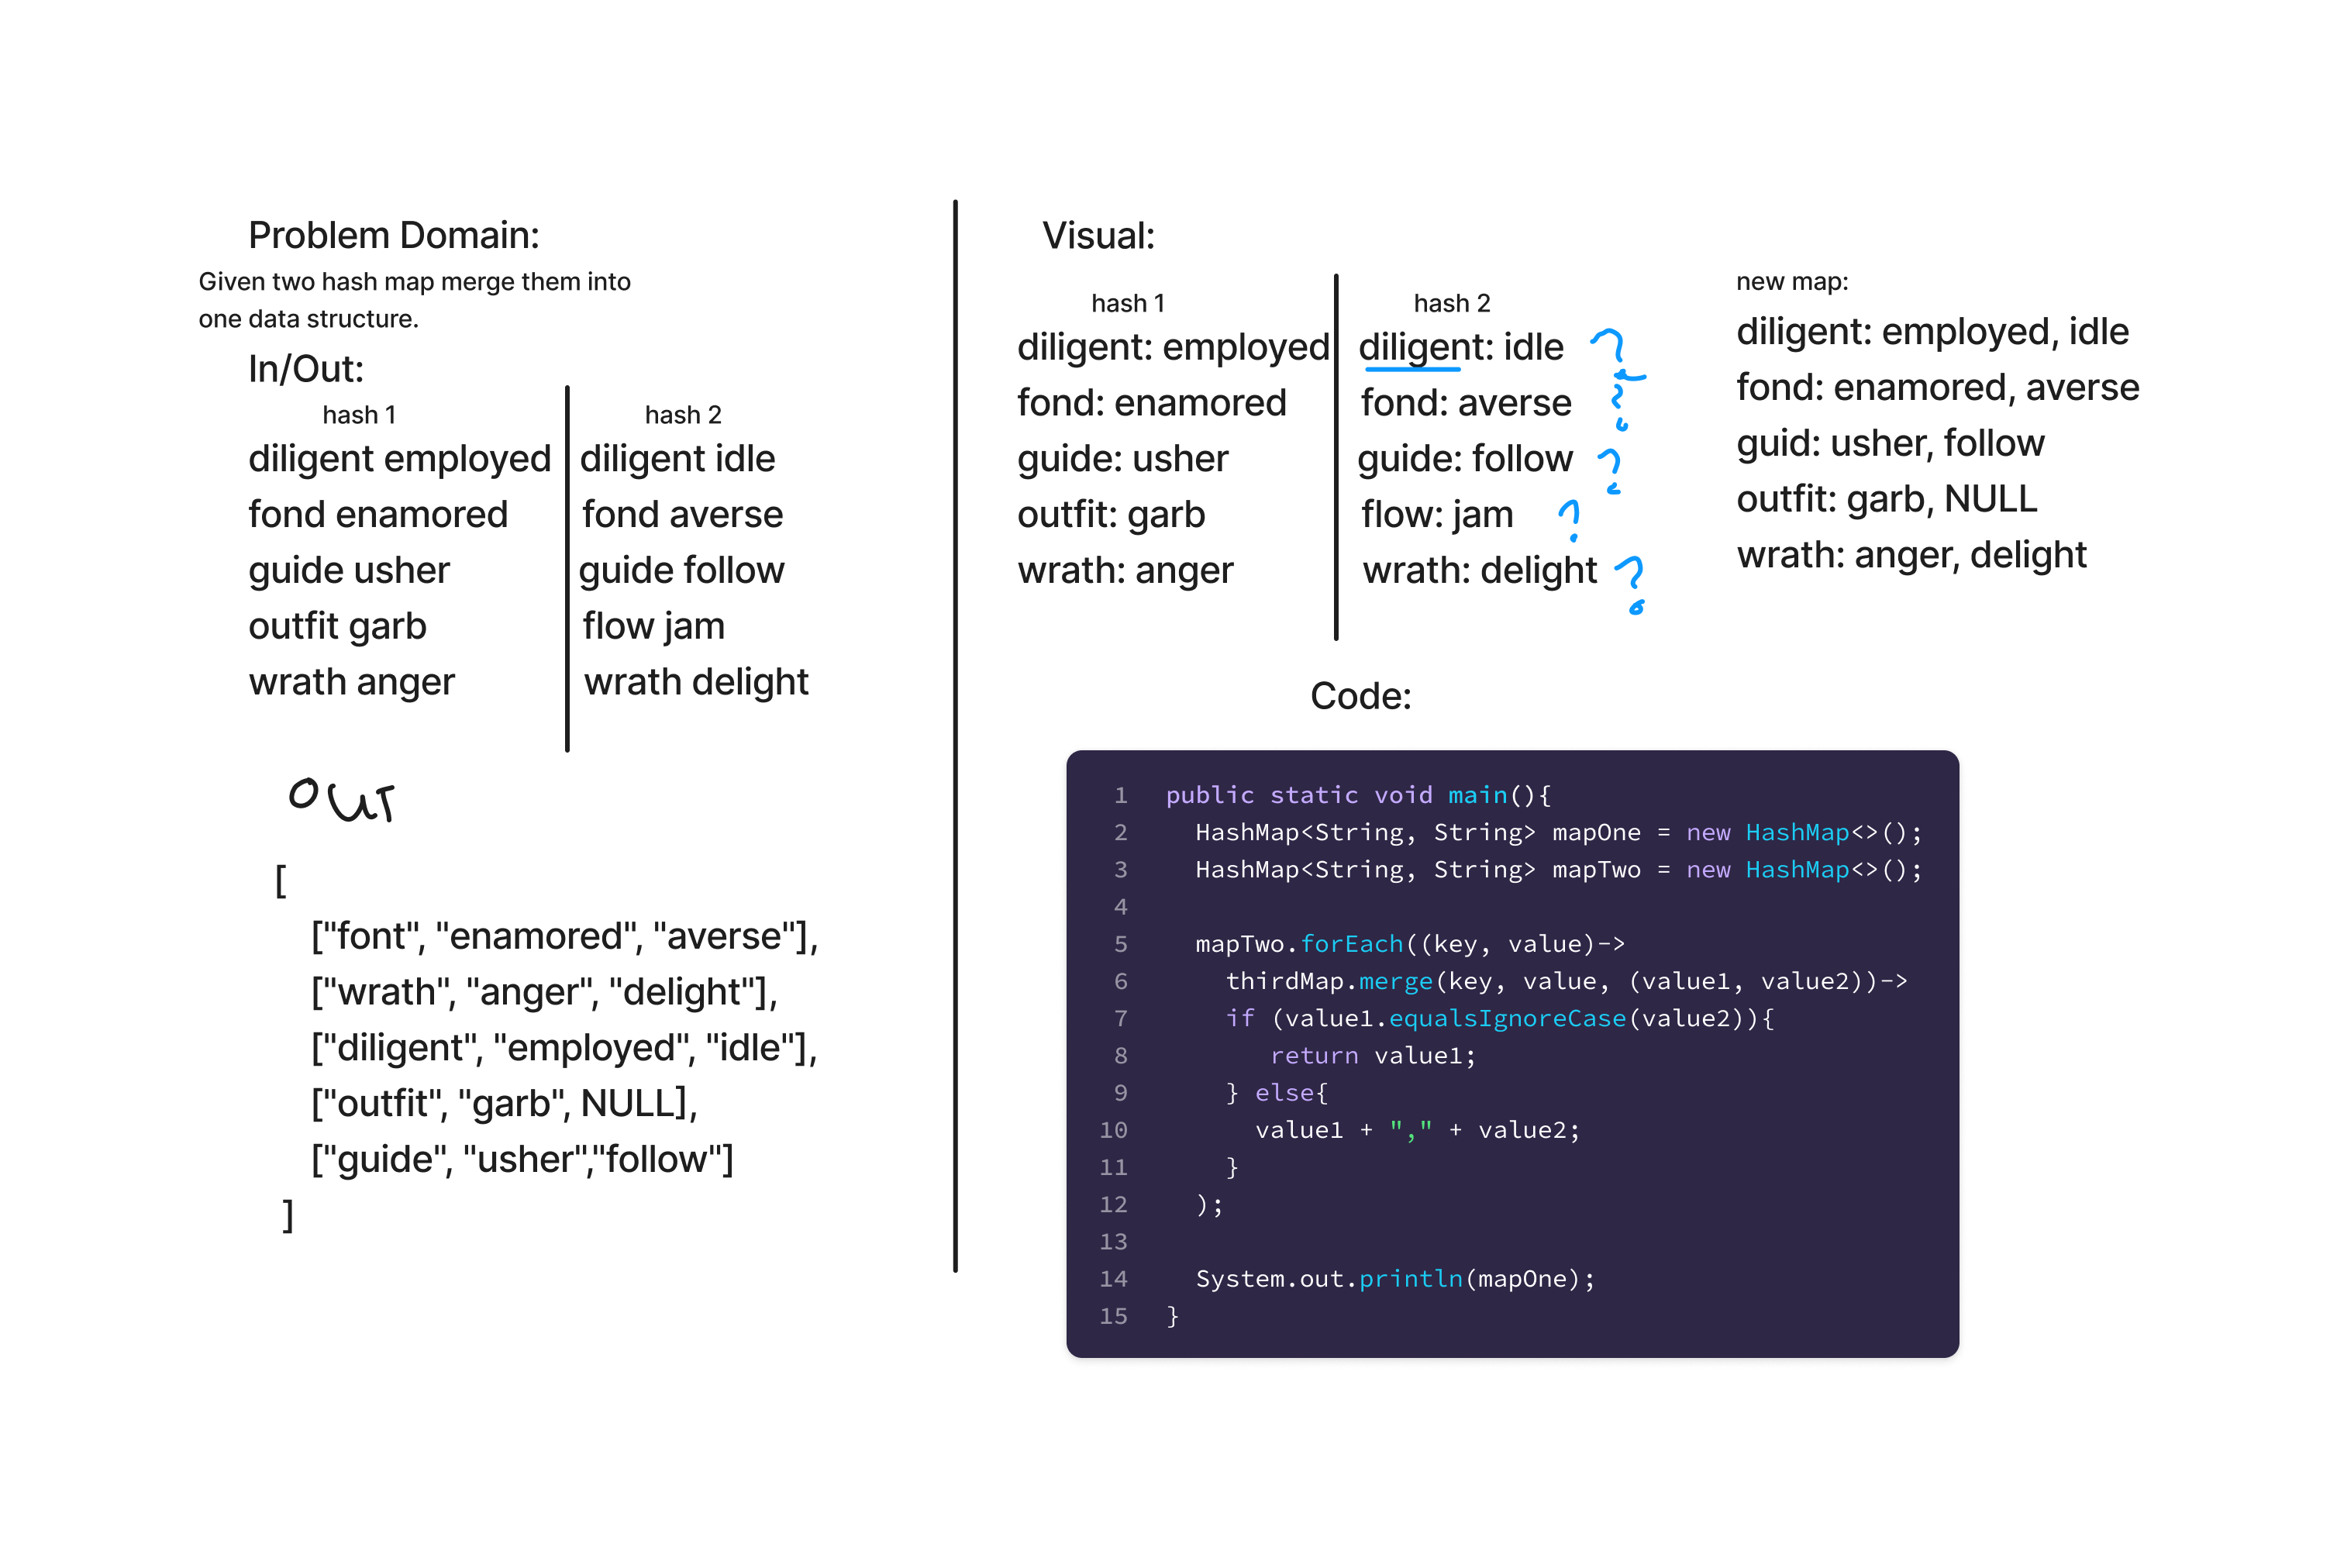 Problem Domain:
Given two hash map merge them into
one data structure.
In/Out:
hash 1
diligent employed
fond enamored
guide usher
outfit garb
wrath anger
hash 2
diligent idle
fond averse
guide follow
flow jam
wrath delight
OUT
[
["font", "enamored", "averse"],
["wrath", "anger", "delight"],
["diligent", "employed", "idle"],
["outfit", "garb", NULL],
["guide", "usher","follow"]
]
Visual:
hash 1
diligent: employed
fond: enamored
guide: usher
outfit: garb
wrath: anger
hash 2
diligent: idle ?
fond: averse ?
guide: follow ?
flow: jam ?
wrath: delight ?
new map:
diligent: employed, idle
fond: enamored, averse
guid: usher, follow
outfit: garb, NULL
wrath: anger, delight
Code:
1 public static void main(){
2 HashMap<String, String> mapOne = new HashMap<>();
3 HashMap<String, String> mapTwo = new HashMap<>();
4
5 mapTwo.forEach((key, value)->
6 thirdMap.merge(key, value, (value1, value2))->
7 if (value1.equalsIgnoreCase(value2)){
8 return value1;
9 } else{
10 value1 + "," + value2;
11 }
12 );
13
14 System.out.println(mapOne);
15 }